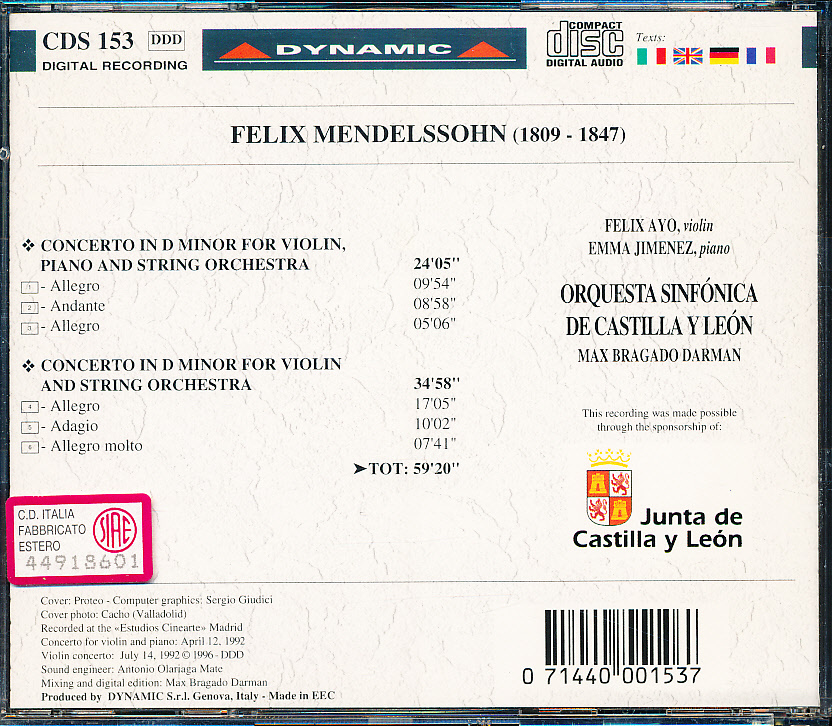 CDS 153 DDD
DIGITAL RECORDING
DYNAMIC
COMPACT
disc
DIGITAL AUDIO
Texts:
FELIX MENDELSSOHN (1809 - 1847)
❖ CONCERTO IN D MINOR FOR VIOLIN,
PIANO AND STRING ORCHESTRA 24'05"
1 - Allegro 09'54"
2 - Andante 08'58"
3 - Allegro 05'06"
❖ CONCERTO IN D MINOR FOR VIOLIN
AND STRING ORCHESTRA 34'58"
4 - Allegro 17'05"
5 - Adagio 10'02"
6 - Allegro molto 07'41"
➤TOT: 59'20"
FELIX AYO, violin
EMMA JIMENEZ, piano
ORQUESTA SINFÓNICA
DE CASTILLA Y LEÓN
MAX BRAGADO DARMAN
This recording was made possible
through the sponsorship of:
Junta de
Castilla y León
C.D. ITALIA
FABBRICATO
ESTERO
SIAE
44918601
Cover: Proteo - Computer graphics: Sergio Giudici
Cover photo: Cacho (Valladolid)
Recorded at the «Estudios Cinearte» Madrid
Concerto for violin and piano: April 12, 1992
Violin concerto: July 14, 1992 © 1996 - DDD
Sound engineer: Antonio Olariaga Mate
Mixing and digital edition: Max Bragado Darman
Produced by DYNAMIC S.r.l. Genova, Italy - Made in EEC
0 71440 001537